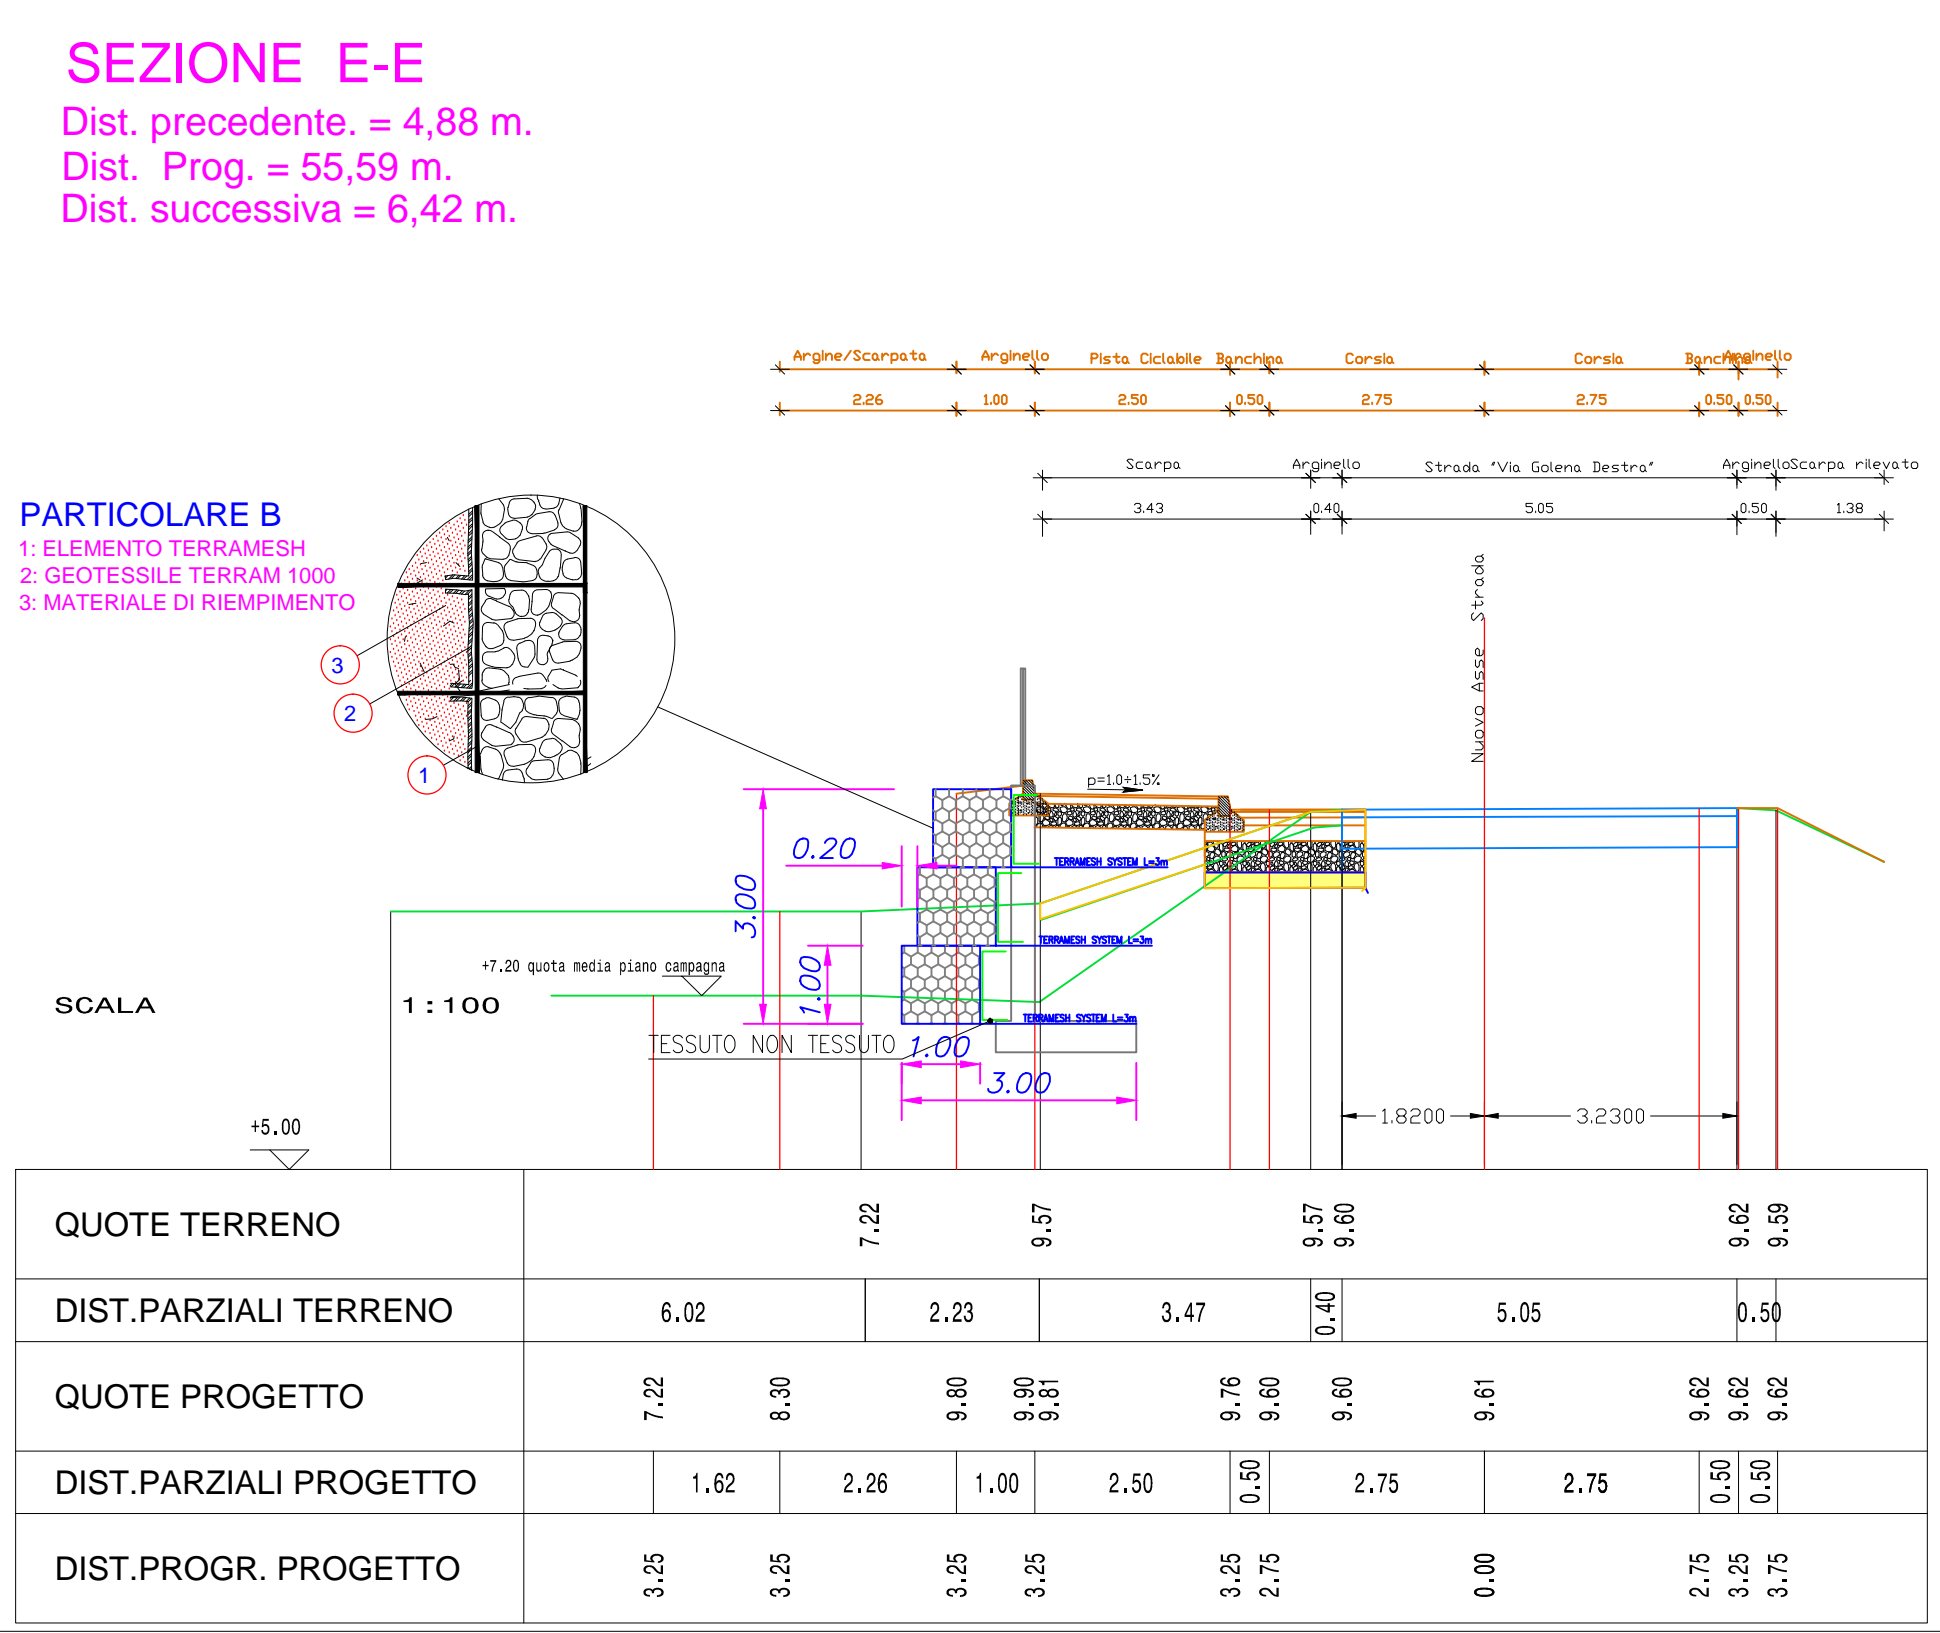 SEZIONE E-E
Dist. precedente. = 4,88 m.
Dist. Prog. = 55,59 m.
Dist. successiva = 6,42 m.
Argine/Scarpata Arginello Pista Ciclabile Banchina Corsia Corsia Banchina Arginello
2.26 1.00 2.50 0.50 2.75 2.75 0.50 0.50
Scarpa Arginello Strada "Via Golena Destra" Arginello Scarpa rilevato
3.43 0.40 5.05 0.50 1.38
PARTICOLARE B
1: ELEMENTO TERRAMESH
2: GEOTESSILE TERRAM 1000
3: MATERIALE DI RIEMPIMENTO
3
2
1
Nuovo Asse Strada
p=1.0÷1.5%
0.20
3.00
TERRAMESH SYSTEM L=3m
TERRAMESH SYSTEM L=3m
+7.20 quota media piano campagna
1.00
SCALA 1:100
TERRAMESH SYSTEM L=3m
TESSUTO NON TESSUTO
1.00
3.00
1.8200 3.2300
+5.00
QUOTE TERRENO 7.22 9.57 9.57 9.60 9.62 9.59
DIST.PARZIALI TERRENO 6.02 2.23 3.47 0.40 5.05 0.50
QUOTE PROGETTO 7.22 8.30 9.80 9.90 9.81 9.76 9.60 9.60 9.61 9.62 9.62 9.62
DIST.PARZIALI PROGETTO 1.62 2.26 1.00 2.50 0.50 2.75 2.75 0.50 0.50
DIST.PROGR. PROGETTO 3.25 3.25 3.25 3.25 3.25 2.75 0.00 2.75 3.25 3.75